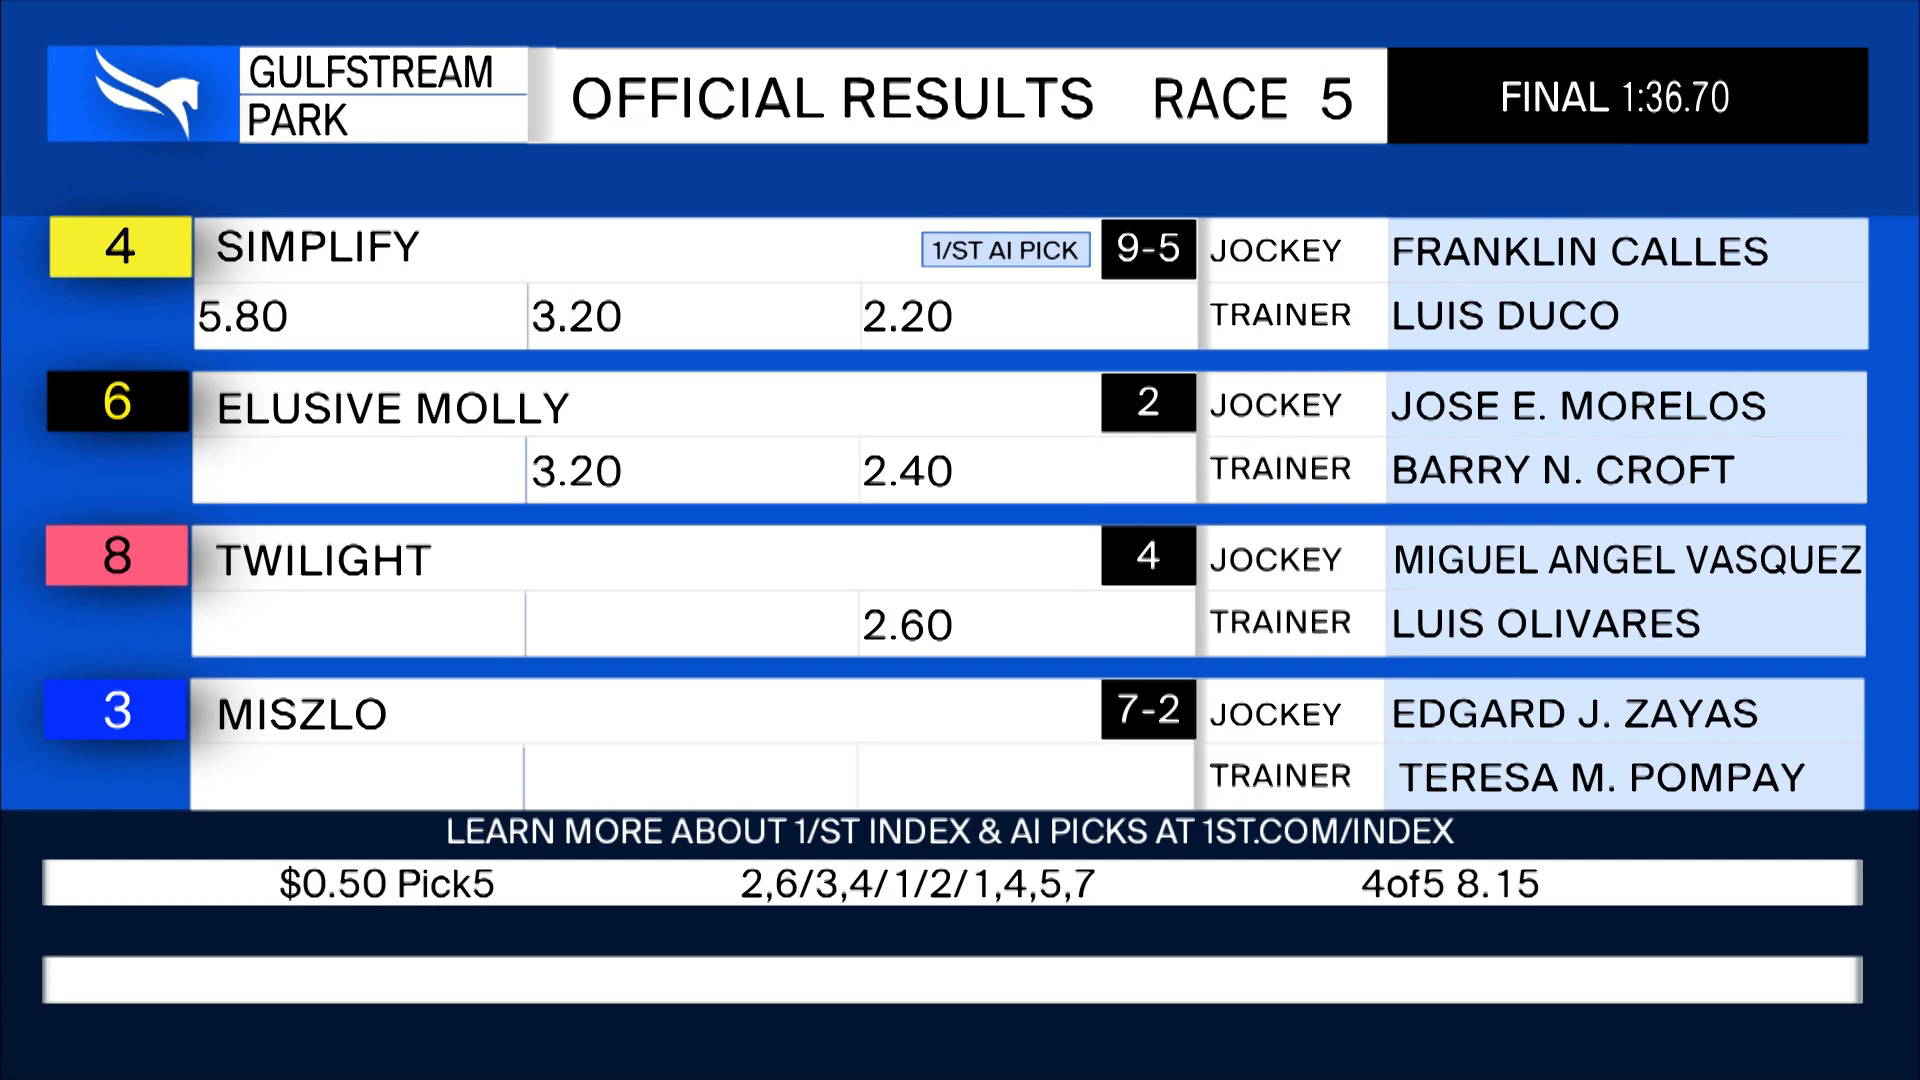 GULFSTREAM
PARK
OFFICIAL RESULTS RACE 5
FINAL 1:36.70
4 SIMPLIFY 1/ST AI PICK 9-5 JOCKEY FRANKLIN CALLES
5.80 3.20 2.20 TRAINER LUIS DUCO
6 ELUSIVE MOLLY 2 JOCKEY JOSE E. MORELOS
3.20 2.40 TRAINER BARRY N. CROFT
8 TWILIGHT 4 JOCKEY MIGUEL ANGEL VASQUEZ
2.60 TRAINER LUIS OLIVARES
3 MISZLO 7-2 JOCKEY EDGARD J. ZAYAS
TRAINER TERESA M. POMPAY
LEARN MORE ABOUT 1/ST INDEX & AI PICKS AT 1ST.COM/INDEX
$0.50 Pick5 2,6/3,4/1/2/1,4,5,7 4of5 8.15